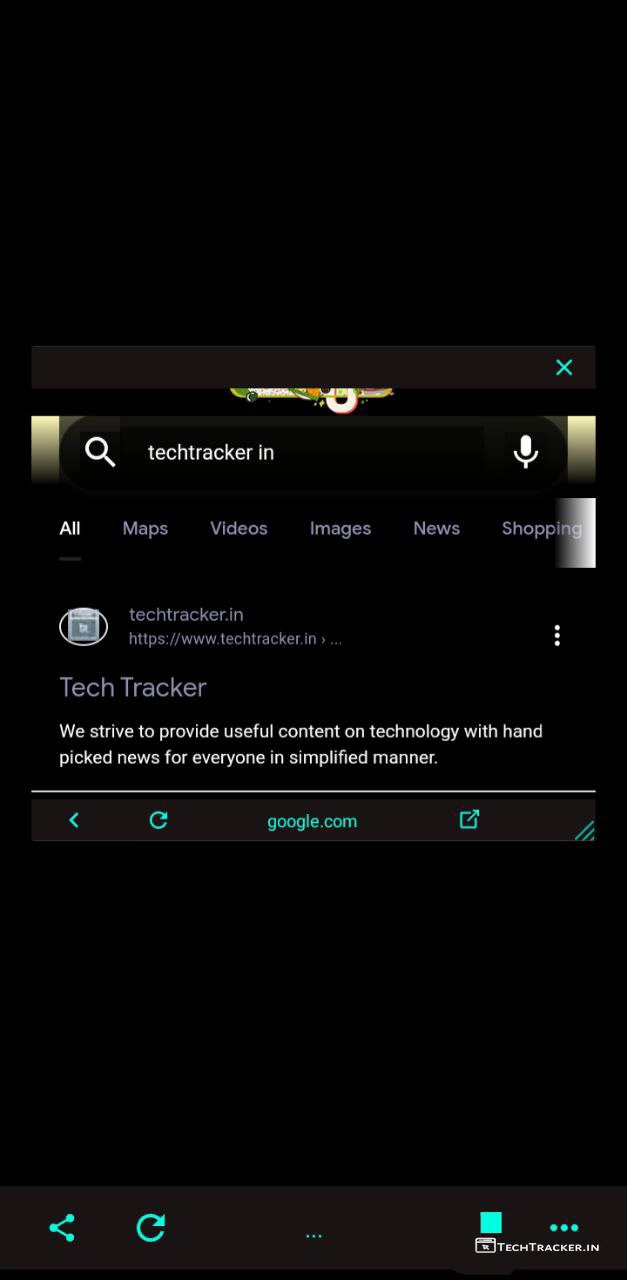 techtracker in
All Maps Videos Images News Shopping
techtracker.in
https://www.techtracker.in › ...
Tech Tracker
We strive to provide useful content on technology with hand
picked news for everyone in simplified manner.
google.com
...
TECHTRACKER.IN